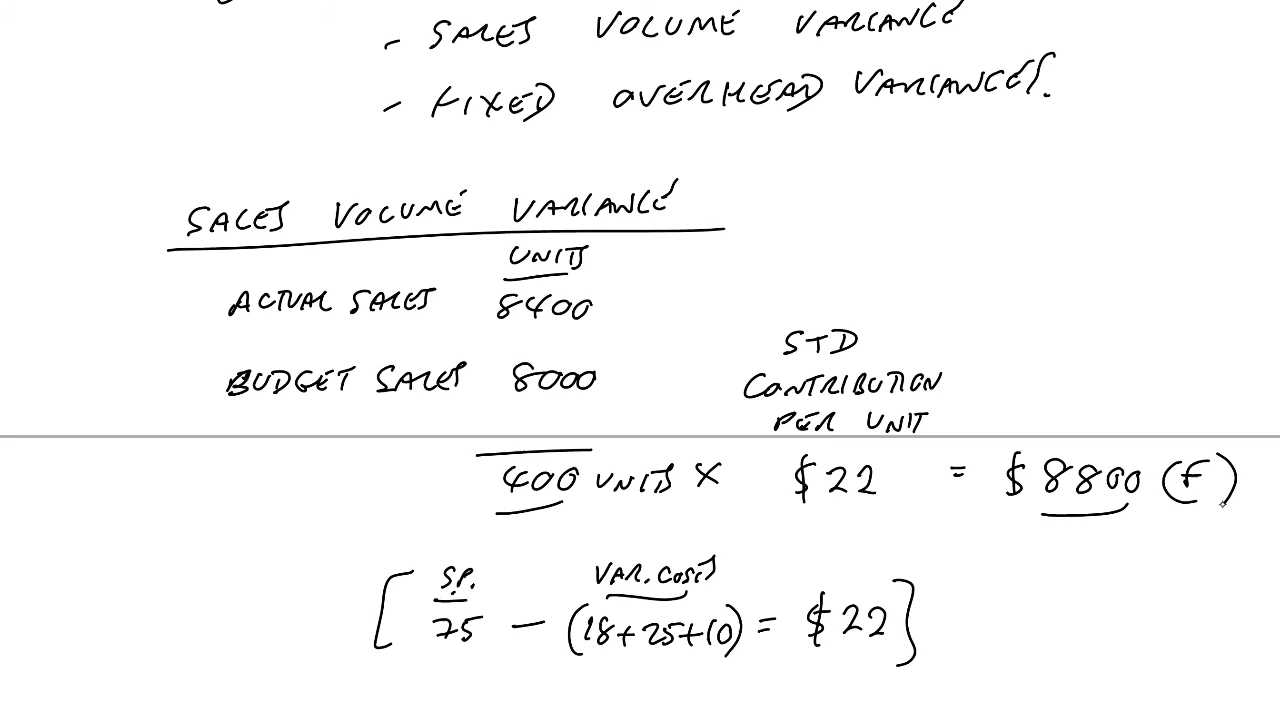 - SALES VOLUME VARIANCE
- FIXED OVERHEAD VARIANCES.
SALES VOLUME VARIANCE
UNITS
ACTUAL SALES 8400
BUDGET SALES 8000
STD
CONTRIBUTION
PER UNIT
400 UNITS X $22 = $8800 (F)
S.P. VAR. COSTS
[75 - (18+25+10) = $22]